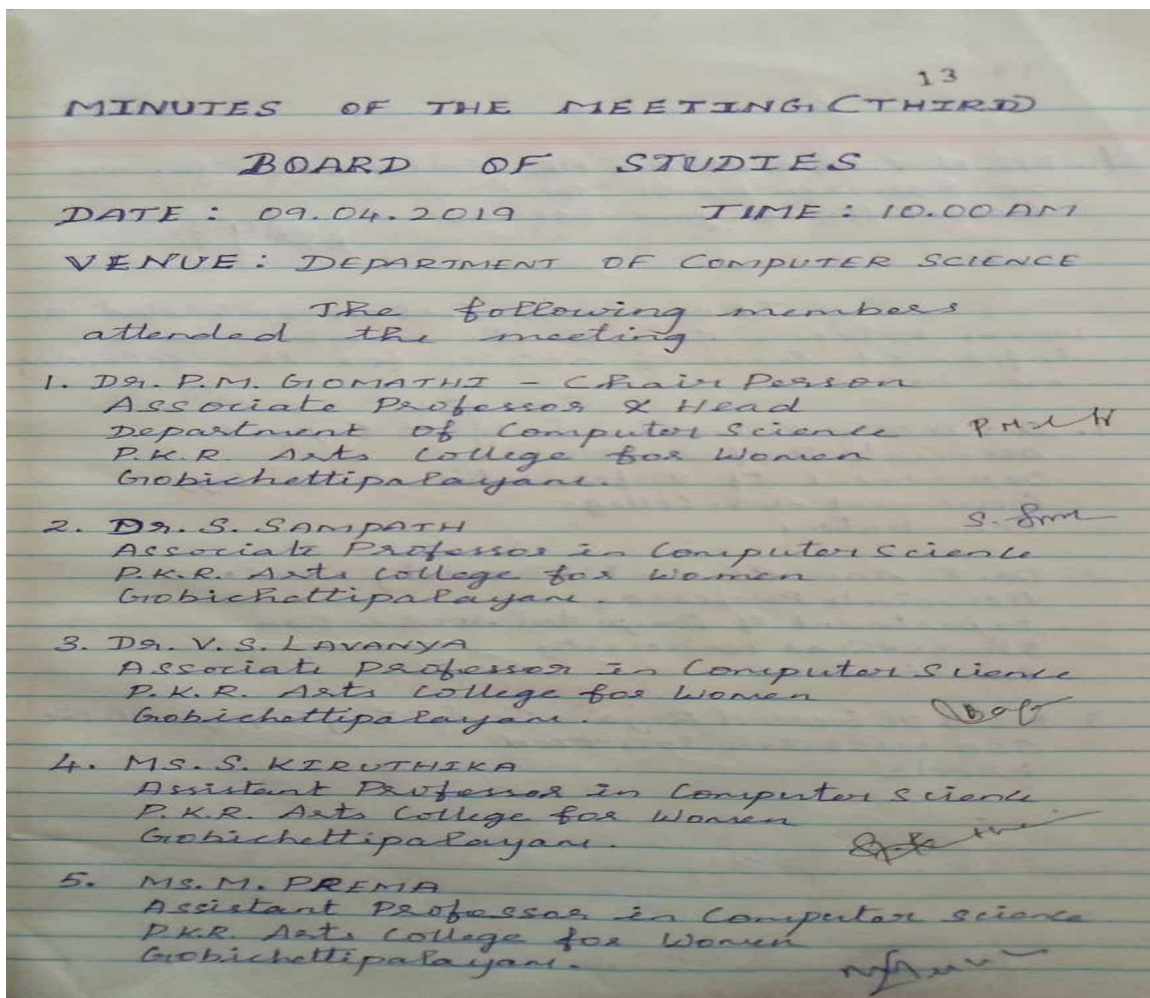 13
MINUTES OF THE MEETING (THIRD)
BOARD OF STUDIES
DATE : 09.04.2019 TIME : 10.00 AM
VENUE : DEPARTMENT OF COMPUTER SCIENCE
The following members
attended the meeting.
1. Dr. P.M. GOMATHI - Chair Person
Associate Professor & Head
Department of Computer Science
P.K.R. Arts College for Women
Gobichettipalayam.
2. Dr. S. SAMPATH
Associate Professor in Computer Science
P.K.R. Arts College for Women
Gobichettipalayam.
3. Dr. V. S. LAVANYA
Associate Professor in Computer Science
P.K.R. Arts College for Women
Gobichettipalayam.
4. MS. S. KIRUTHIKA
Assistant Professor in Computer Science
P.K.R. Arts College for Women
Gobichettipalayam.
5. MS. M. PREMA
Assistant Professor in Computer Science
P.K.R. Arts College for Women
Gobichettipalayam.